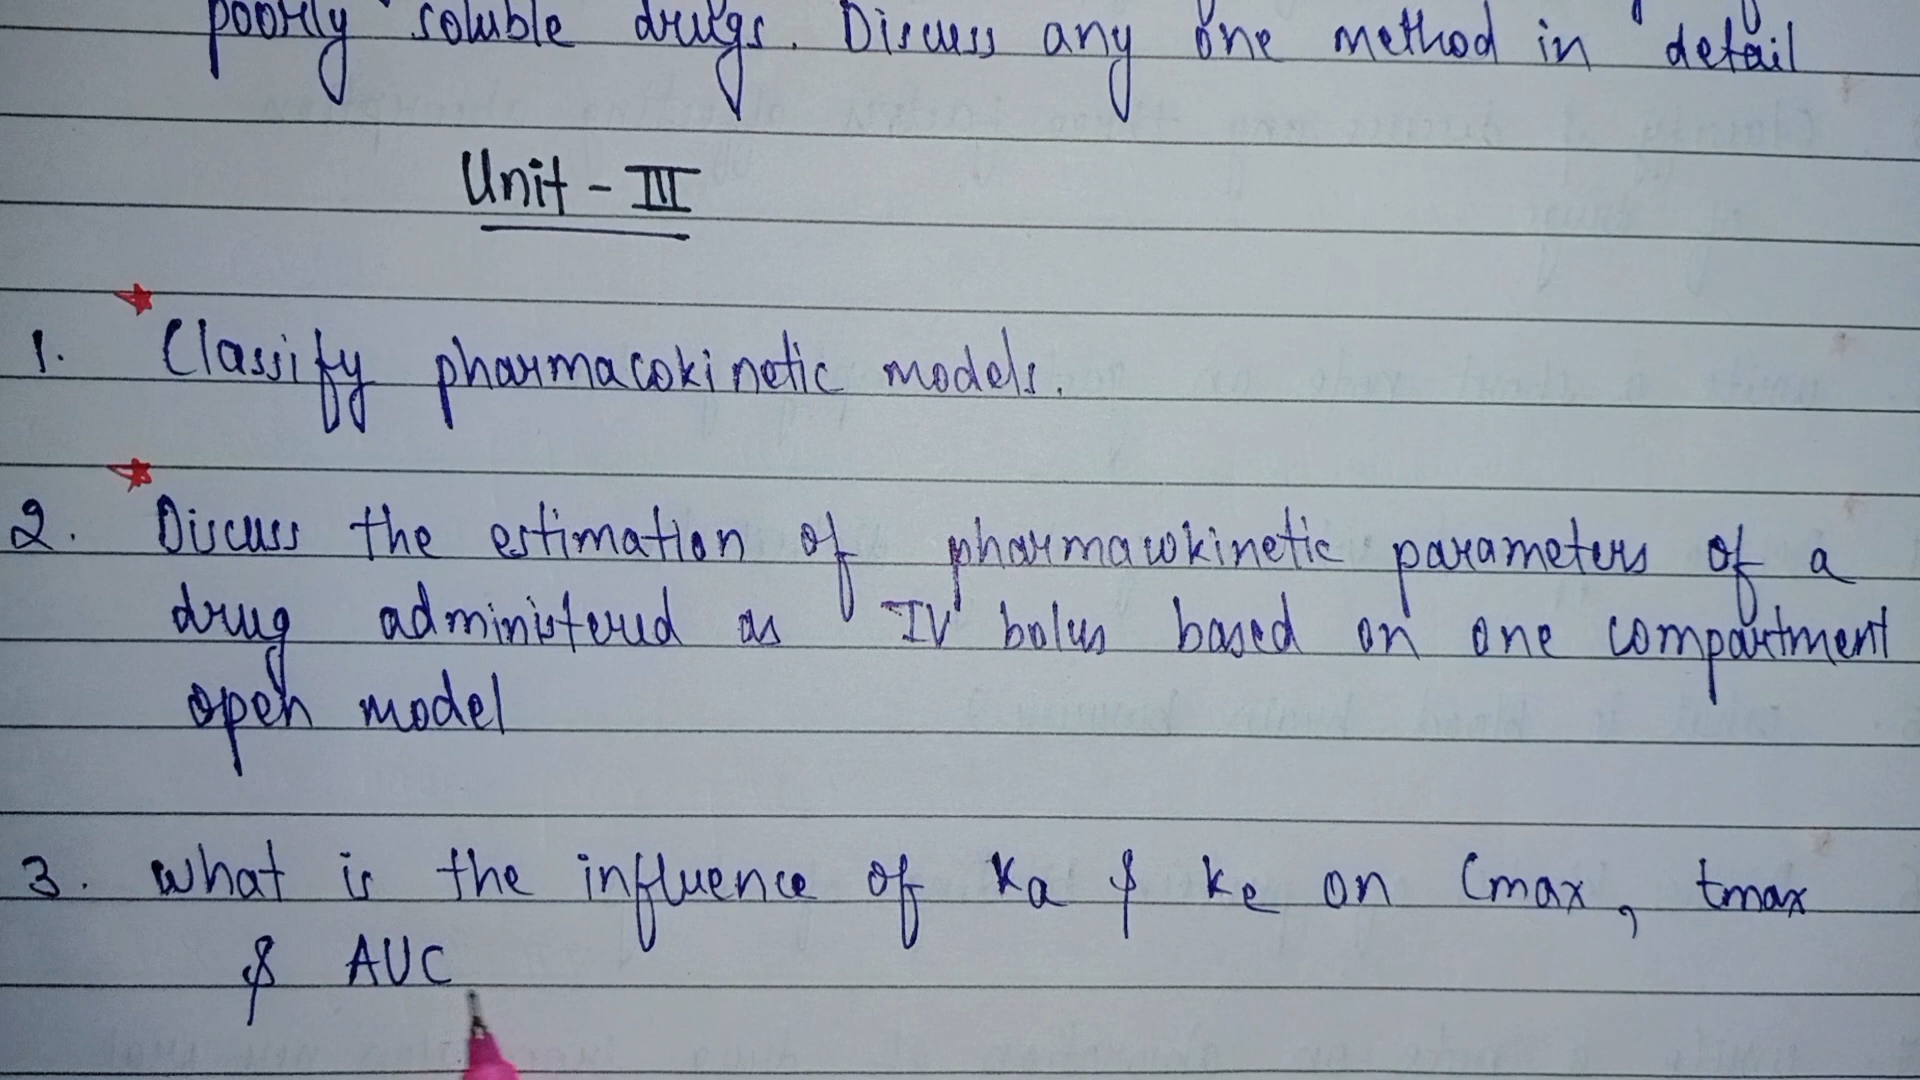 poorly soluble drugs. Discuss any one method in detail
Unit - III
1. Classify pharmacokinetic models.
2. Discuss the estimation of pharmacokinetic parameters of a
drug administered as IV bolus based on one compartment
open model
3. What is the influence of Ka & Ke on Cmax, tmax
& AUC